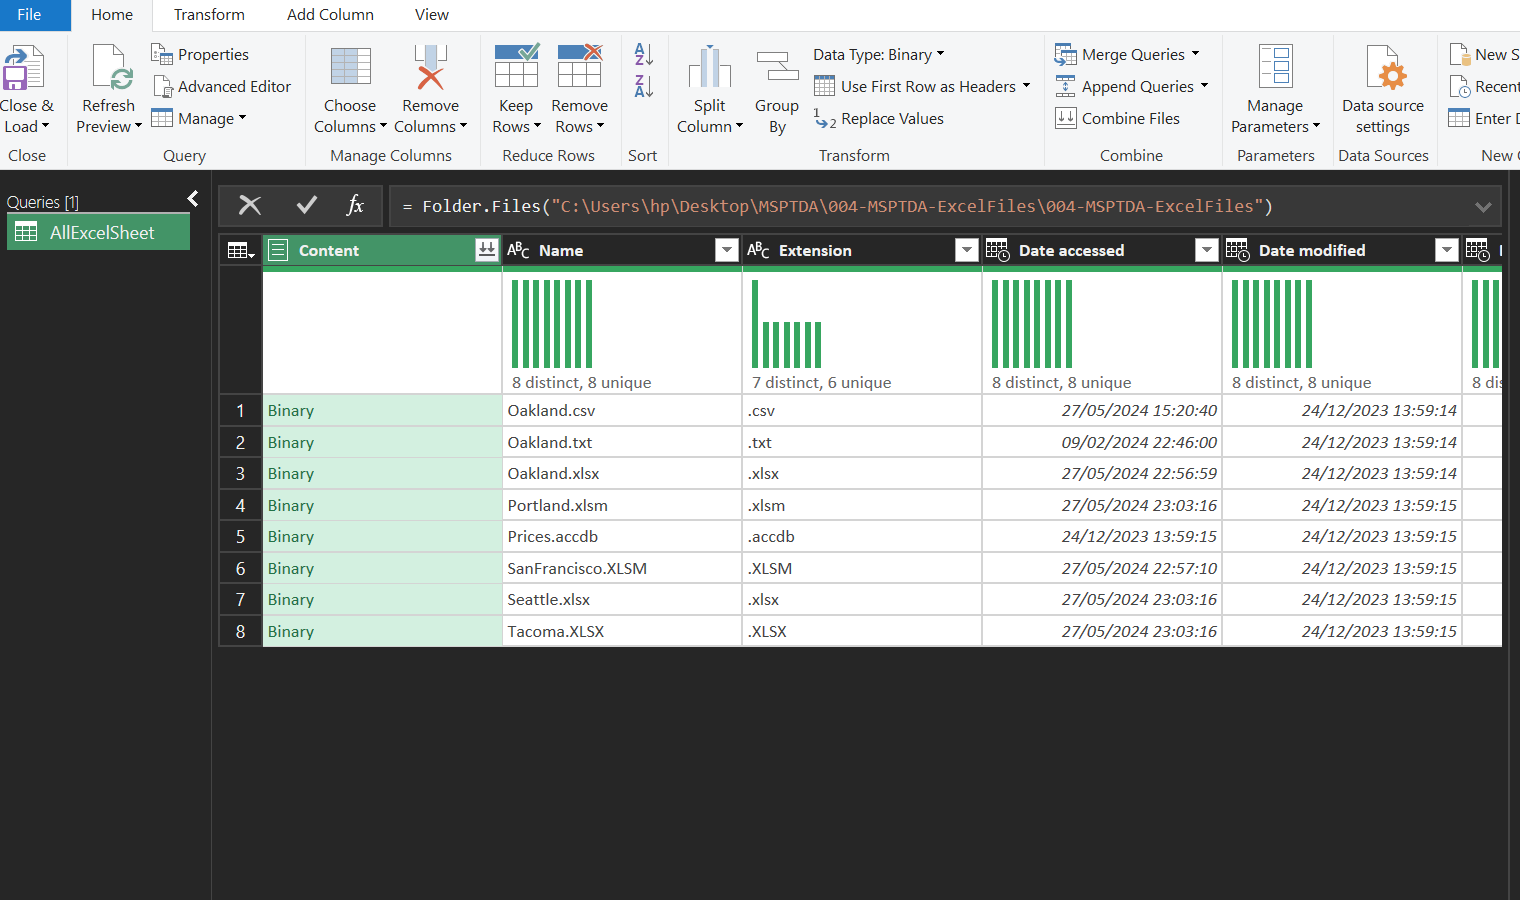 File Home Transform Add Column View
Close & Load
Refresh Preview
Properties
Advanced Editor
Manage
Choose Columns
Remove Columns
Keep Rows
Remove Rows
A Z
Z A
Split Column
Group By
Data Type: Binary
Use First Row as Headers
1 2 Replace Values
Merge Queries
Append Queries
Combine Files
Manage Parameters
Data source settings
New S
Recent
Enter D
Close Query Manage Columns Reduce Rows Sort Transform Combine Parameters Data Sources New
Queries [1]
AllExcelSheet
fx = Folder.Files("C:\Users\hp\Desktop\MSPTDA\004-MSPTDA-ExcelFiles\004-MSPTDA-ExcelFiles")
Content ABC Name ABC Extension Date accessed Date modified
8 distinct, 8 unique 7 distinct, 6 unique 8 distinct, 8 unique 8 distinct, 8 unique 8 dis
1 Binary Oakland.csv .csv 27/05/2024 15:20:40 24/12/2023 13:59:14
2 Binary Oakland.txt .txt 09/02/2024 22:46:00 24/12/2023 13:59:14
3 Binary Oakland.xlsx .xlsx 27/05/2024 22:56:59 24/12/2023 13:59:14
4 Binary Portland.xlsm .xlsm 27/05/2024 23:03:16 24/12/2023 13:59:15
5 Binary Prices.accdb .accdb 24/12/2023 13:59:15 24/12/2023 13:59:15
6 Binary SanFrancisco.XLSM .XLSM 27/05/2024 22:57:10 24/12/2023 13:59:15
7 Binary Seattle.xlsx .xlsx 27/05/2024 23:03:16 24/12/2023 13:59:15
8 Binary Tacoma.XLSX .XLSX 27/05/2024 23:03:16 24/12/2023 13:59:15